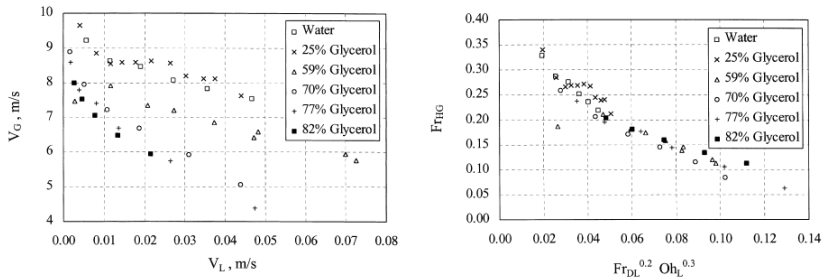 10
9
8
7
6
5
4
V_G , m/s
0.00 0.01 0.02 0.03 0.04 0.05 0.06 0.07 0.08
V_L , m/s
Water
25% Glycerol
59% Glycerol
70% Glycerol
77% Glycerol
82% Glycerol
0.40
0.35
0.30
0.25
0.20
0.15
0.10
0.05
0.00
Fr_HG
0.00 0.02 0.04 0.06 0.08 0.10 0.12 0.14
Fr_DL^0.2 Oh_L^0.3
Water
25% Glycerol
59% Glycerol
70% Glycerol
77% Glycerol
82% Glycerol